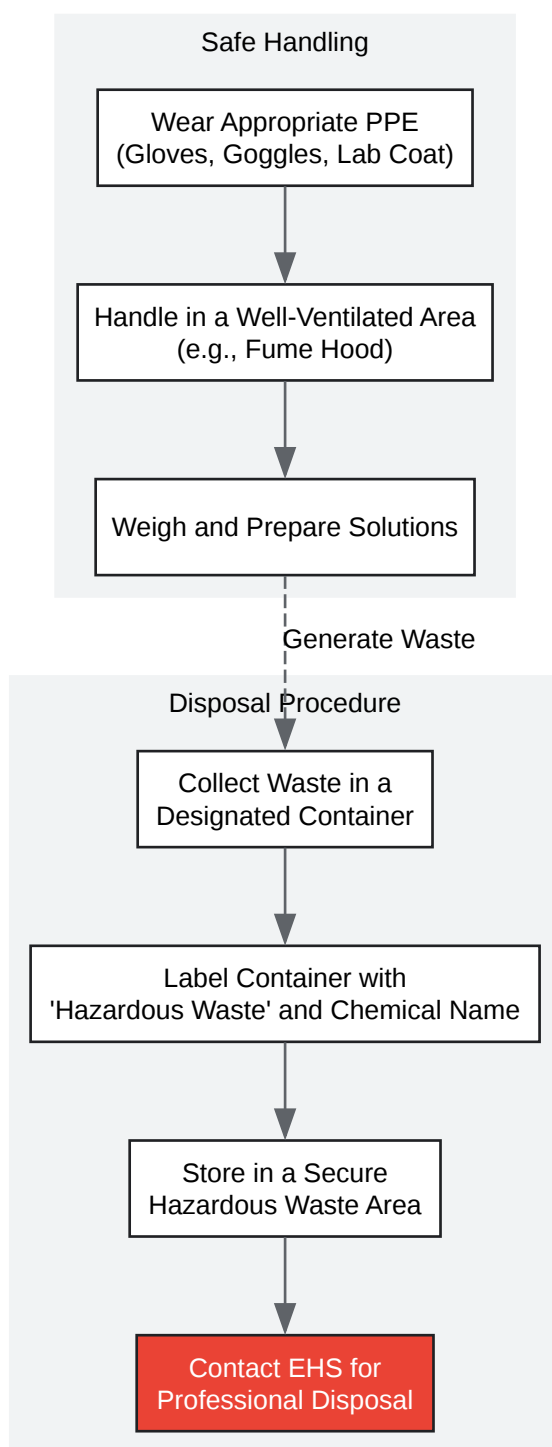 Safe Handling
Wear Appropriate PPE
(Gloves, Goggles, Lab Coat)
Handle in a Well-Ventilated Area
(e.g., Fume Hood)
Weigh and Prepare Solutions
Generate Waste
Disposal Procedure
Collect Waste in a
Designated Container
Label Container with
'Hazardous Waste' and Chemical Name
Store in a Secure
Hazardous Waste Area
Contact EHS for
Professional Disposal